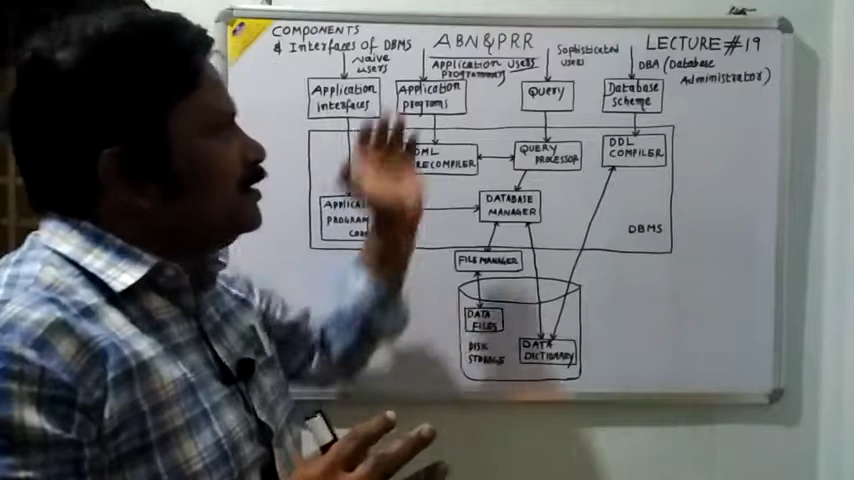 COMPONENTS
& INTERFACES OF DBMS
ABN & PRR
LECTURE #19
NAIVE
USERS
APPLICATION USERS
PROGRAMMERS
SOPHISTICATED
USERS
DBA (DATABASE
ADMINISTRATOR)
APPLICATION
INTERFACES
APPLICATION
PROGRAMS
QUERY
DATABASE
SCHEME
DML
RECOMPILER
QUERY
PROCESSOR
DDL
COMPILER
PROGRAM
DATABASE
MANAGER
DBMS
FILE MANAGER
DATA
FILES
DISK
STORAGE
DATA
DICTIONARY